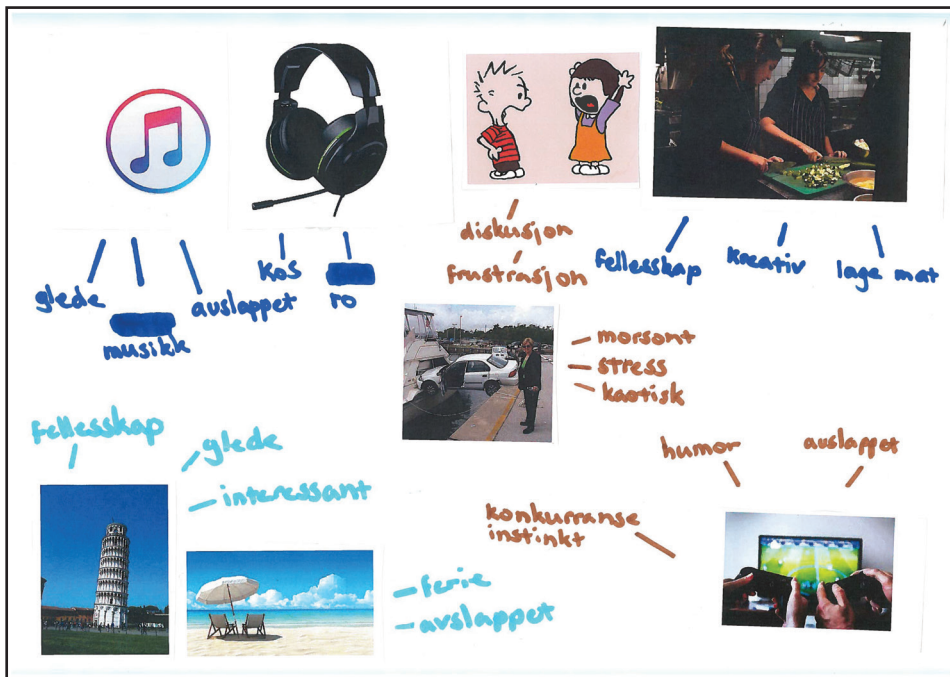 glede
musikk
avslappet
kos
ro
diskusjon
frustrasjon
fellesskap
kreativ
lage mat
morsomt
stress
kaotisk
fellesskap
glede
interessant
ferie
avslappet
humor
avslappet
konkurranse
instinkt